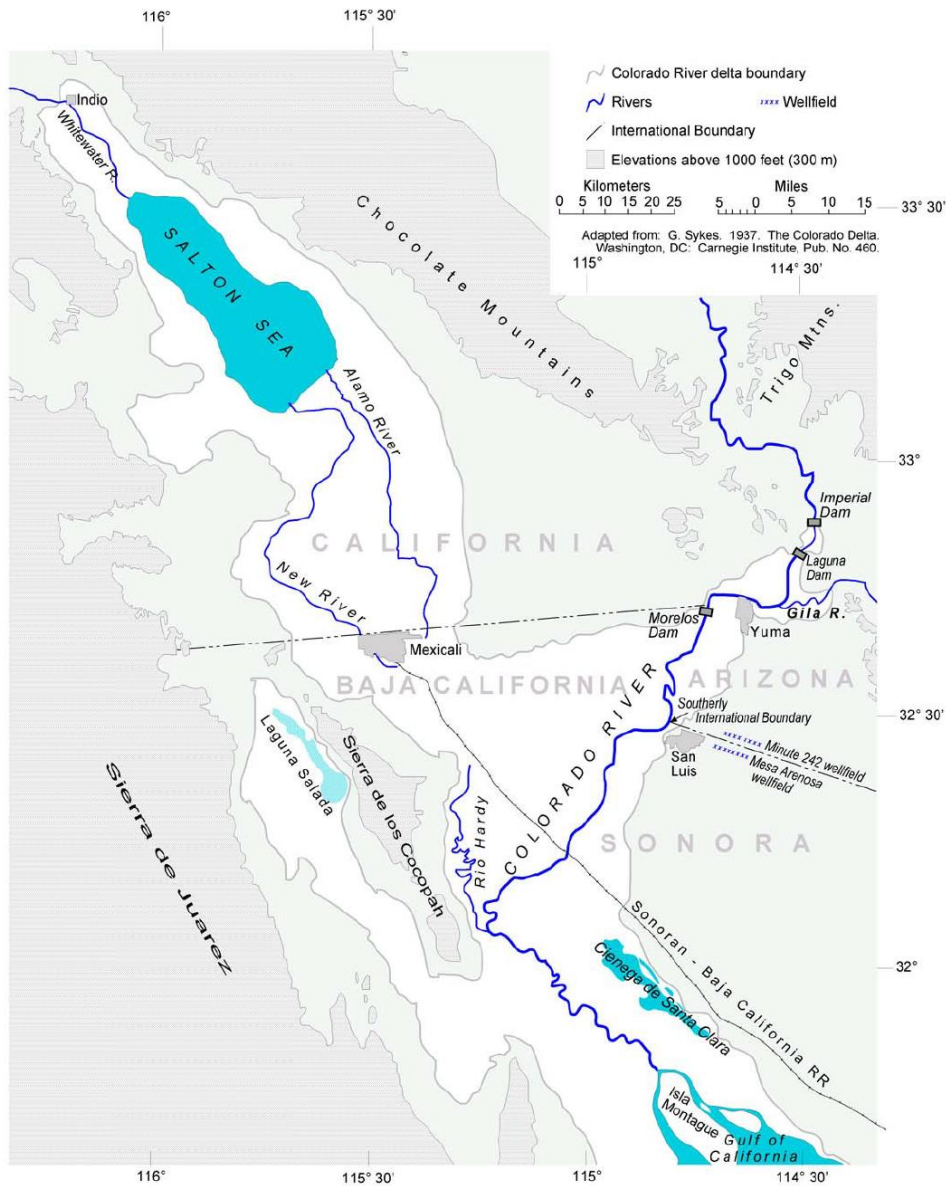 116°
115° 30'
Colorado River delta boundary
Rivers
xxxx Wellfield
International Boundary
Elevations above 1000 feet (300 m)
Kilometers
Miles
0 5 10 15 20 25
5 0 5 15
Adapted from: G. Sykes. 1937. The Colorado Delta.
Washington, DC: Carnegie Institute, Pub. No. 460.
115°
114° 30'
33° 30'
Indio
Whitewater R.
SALTON SEA
Chocolate Mountains
Trigo Mtns.
Alamo River
33°
Imperial
Dam
Laguna
Dam
CALIFORNIA
New River
Gila R.
Morelos
Dam
Yuma
Mexicali
BAJA CALIFORNIA
ARIZONA
Southerly
International Boundary
32° 30'
COLORADO RIVER
San
Luis
xxxx xxxx Minute 242 wellfield
xxxxxxxx Mesa Arenosa
wellfield
Laguna Salada
Sierra de los Cocopah
Sierra de Juarez
Rio Hardy
SONORA
Sonoran - Baja California RR
Cienega de Santa Clara
32°
Isla
Montague
Gulf of
California
116°
115° 30'
115°
114° 30'